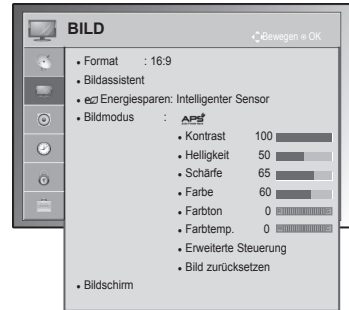 BILD
Bewegen OK
• Format : 16:9
• Bildassistent
• Energiesparen: Intelligenter Sensor
• Bildmodus : APS
• Kontrast 100
• Helligkeit 50
• Schärfe 65
• Farbe 60
• Farbton 0
• Farbtemp. 0
• Erweiterte Steuerung
• Bild zurücksetzen
• Bildschirm